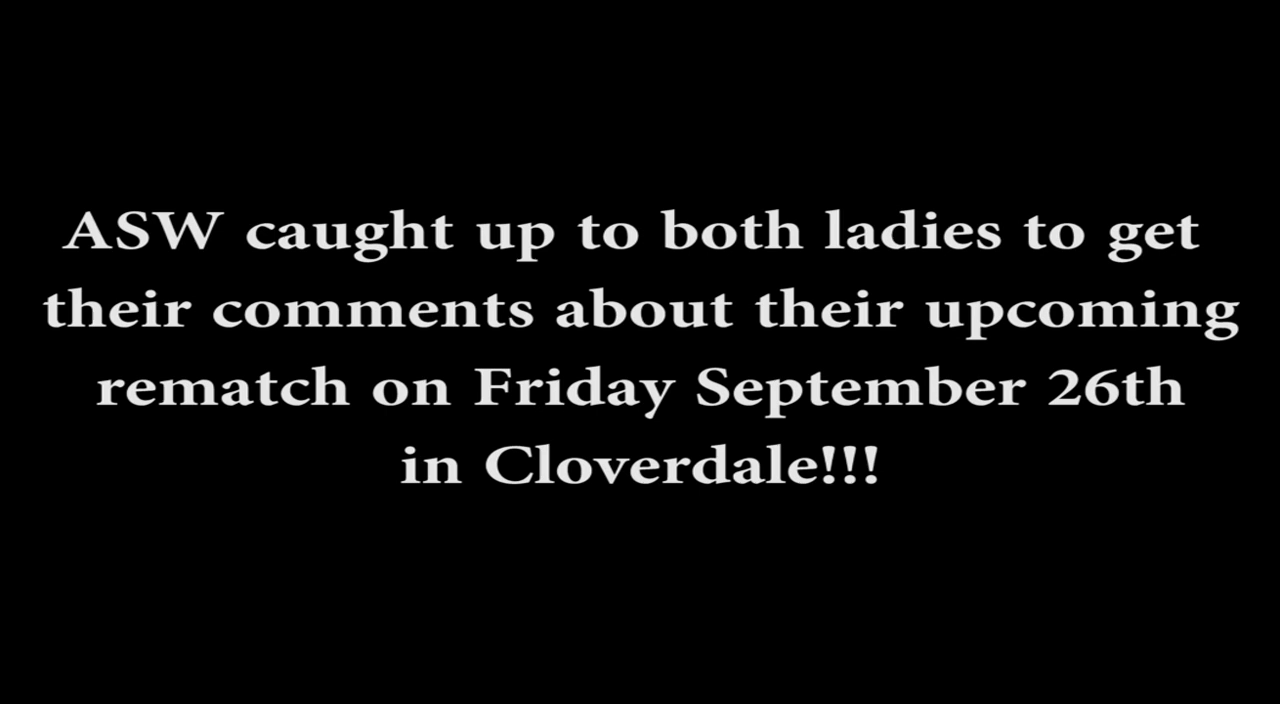 ASW caught up to both ladies to get
their comments about their upcoming
rematch on Friday September 26th
in Cloverdale!!!